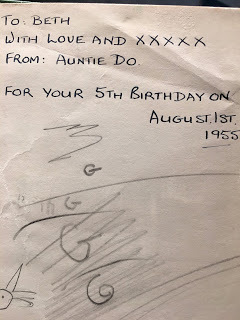 TO: BETH
WITH LOVE AND XXXXX
FROM: AUNTIE DO.
FOR YOUR 5TH BIRTHDAY ON
AUGUST.1ST.
1955
G
G
G
G